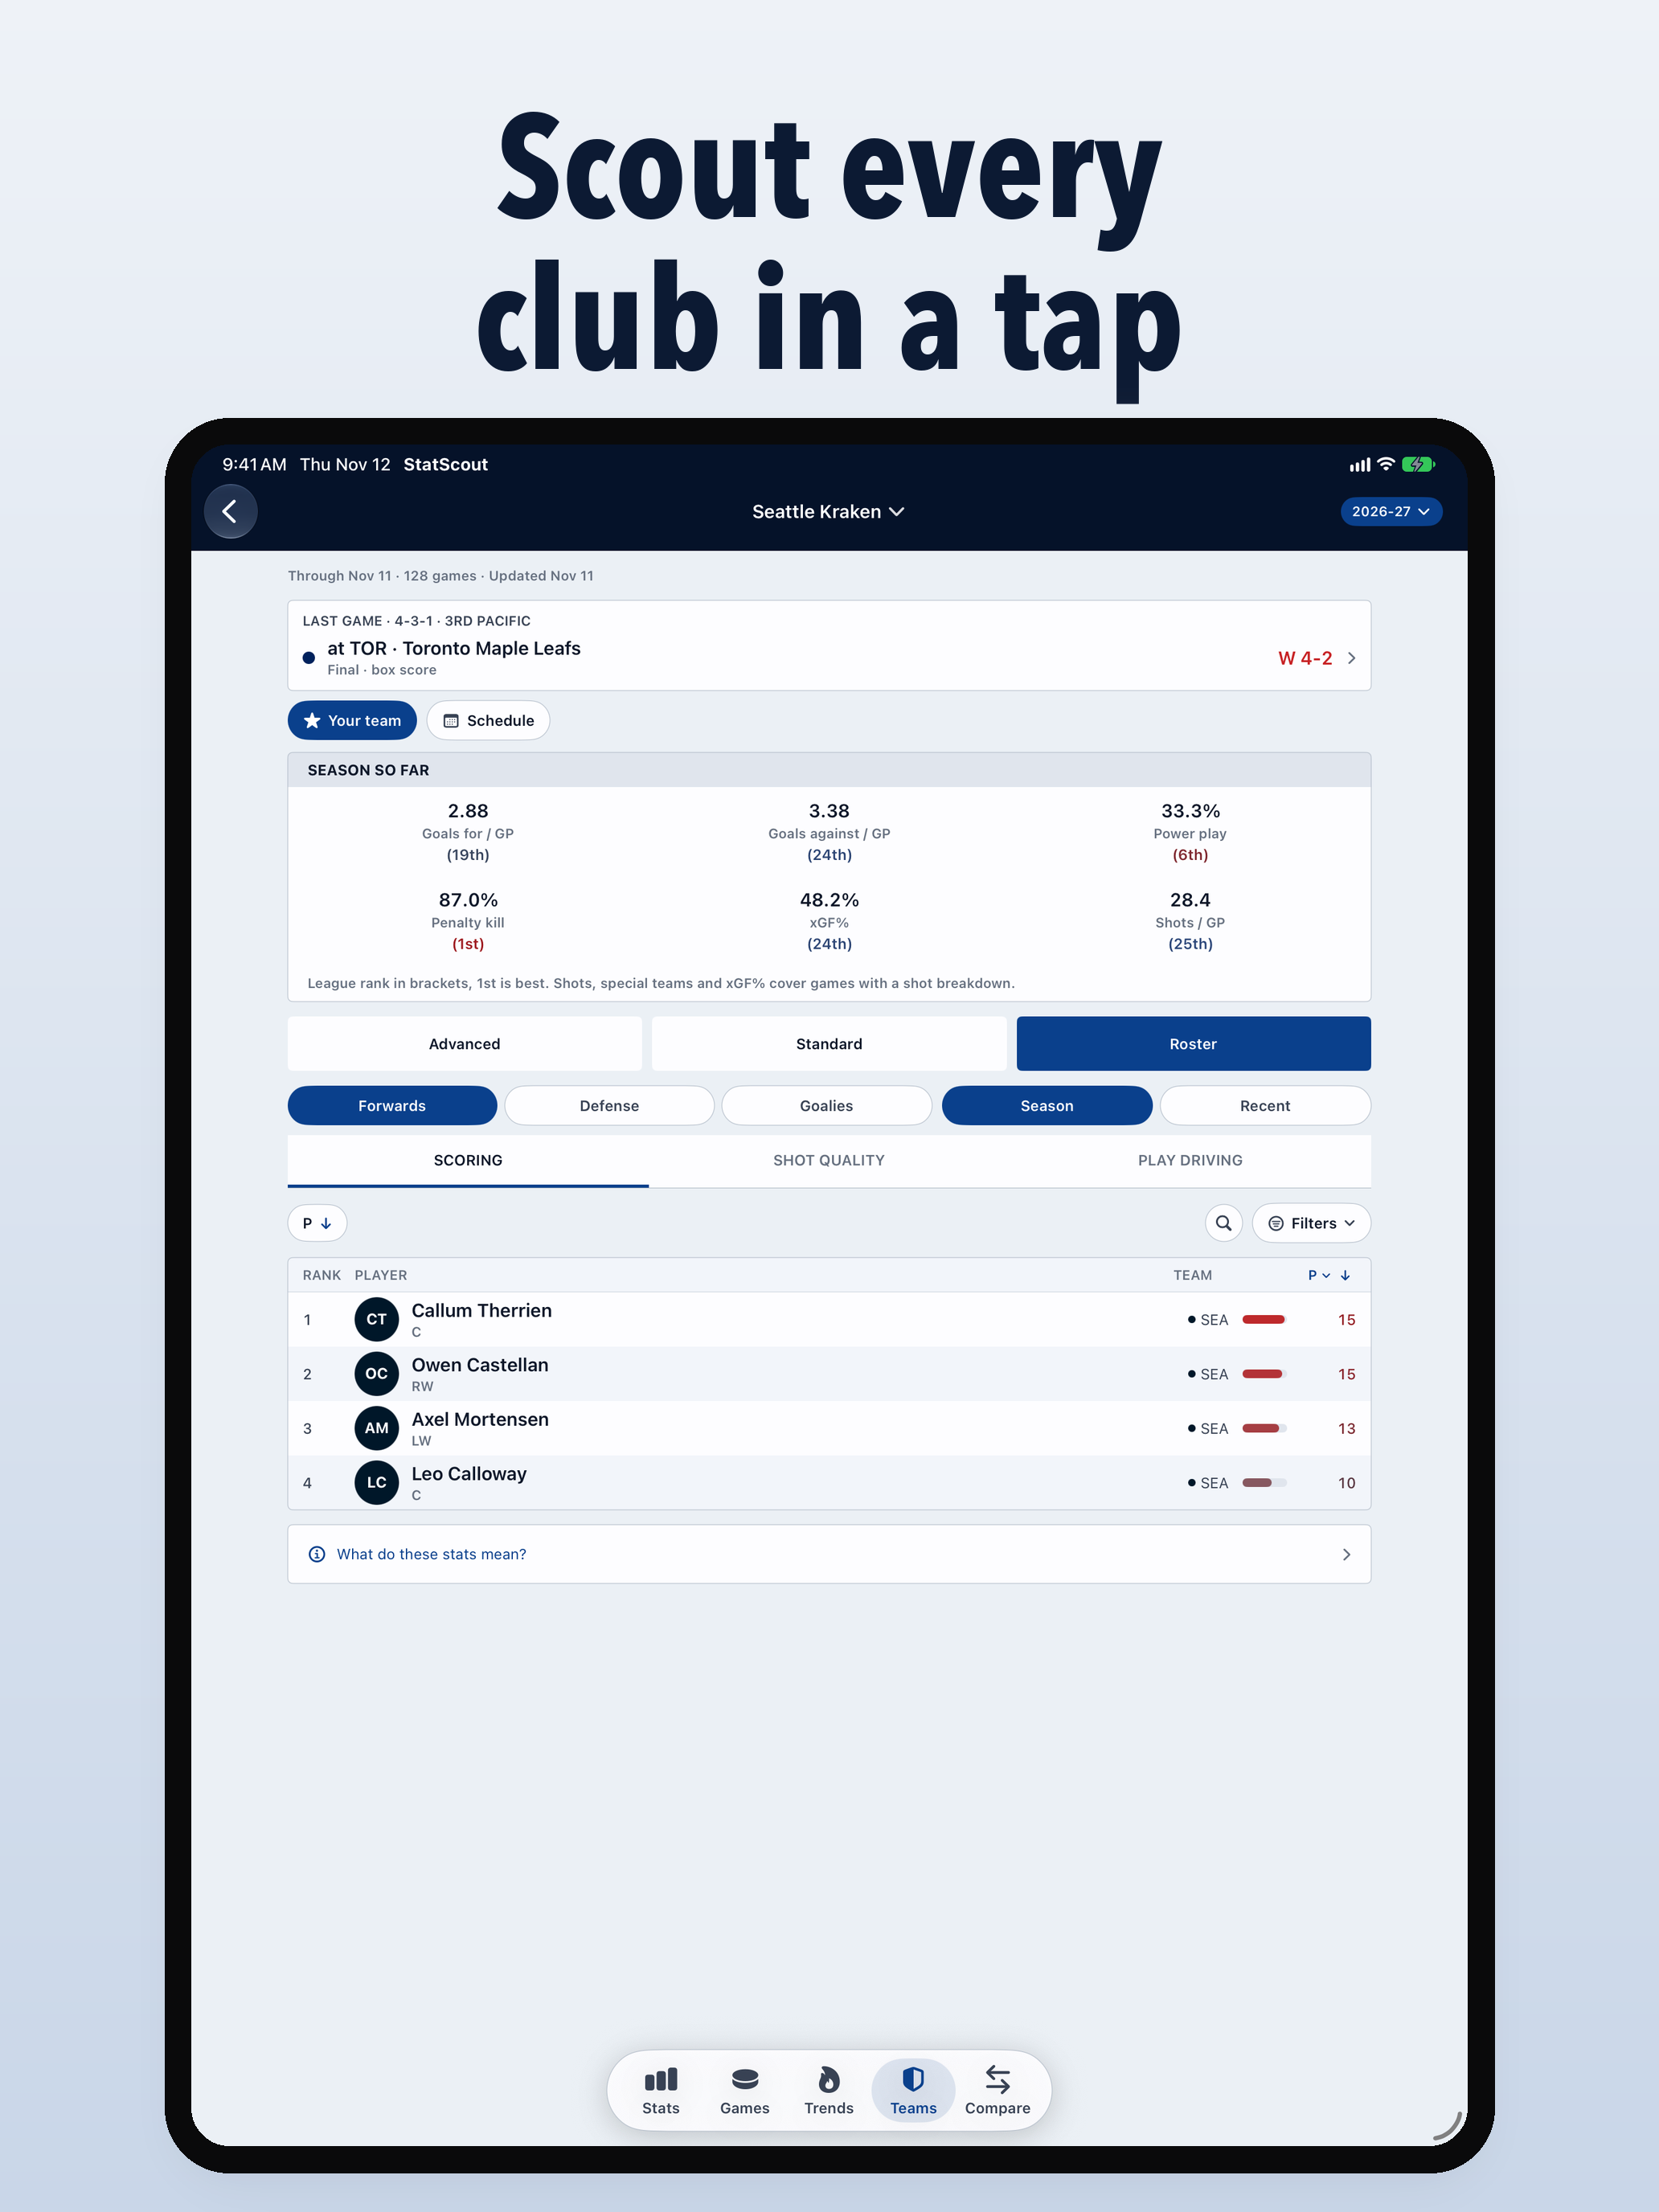 Scout every
club in a tap
9:41 AM Thu Nov 12 StatScout
Seattle Kraken
2026-27
Through Nov 11 · 128 games · Updated Nov 11
LAST GAME · 4-3-1 · 3RD PACIFIC
at TOR · Toronto Maple Leafs
Final · box score
W 4-2
Your team
Schedule
SEASON SO FAR
2.88 3.38 33.3%
Goals for / GP Goals against / GP Power play
(19th) (24th) (6th)
87.0% 48.2% 28.4
Penalty kill xGF% Shots / GP
(1st) (24th) (25th)
League rank in brackets, 1st is best. Shots, special teams and xGF% cover games with a shot breakdown.
Advanced Standard Roster
Forwards Defense Goalies Season Recent
SCORING SHOT QUALITY PLAY DRIVING
P Filters
RANK PLAYER TEAM P
1 CT Callum Therrien SEA 15
C
2 OC Owen Castellan SEA 15
RW
3 AM Axel Mortensen SEA 13
LW
4 LC Leo Calloway SEA 10
C
What do these stats mean?
Stats Games Trends Teams Compare